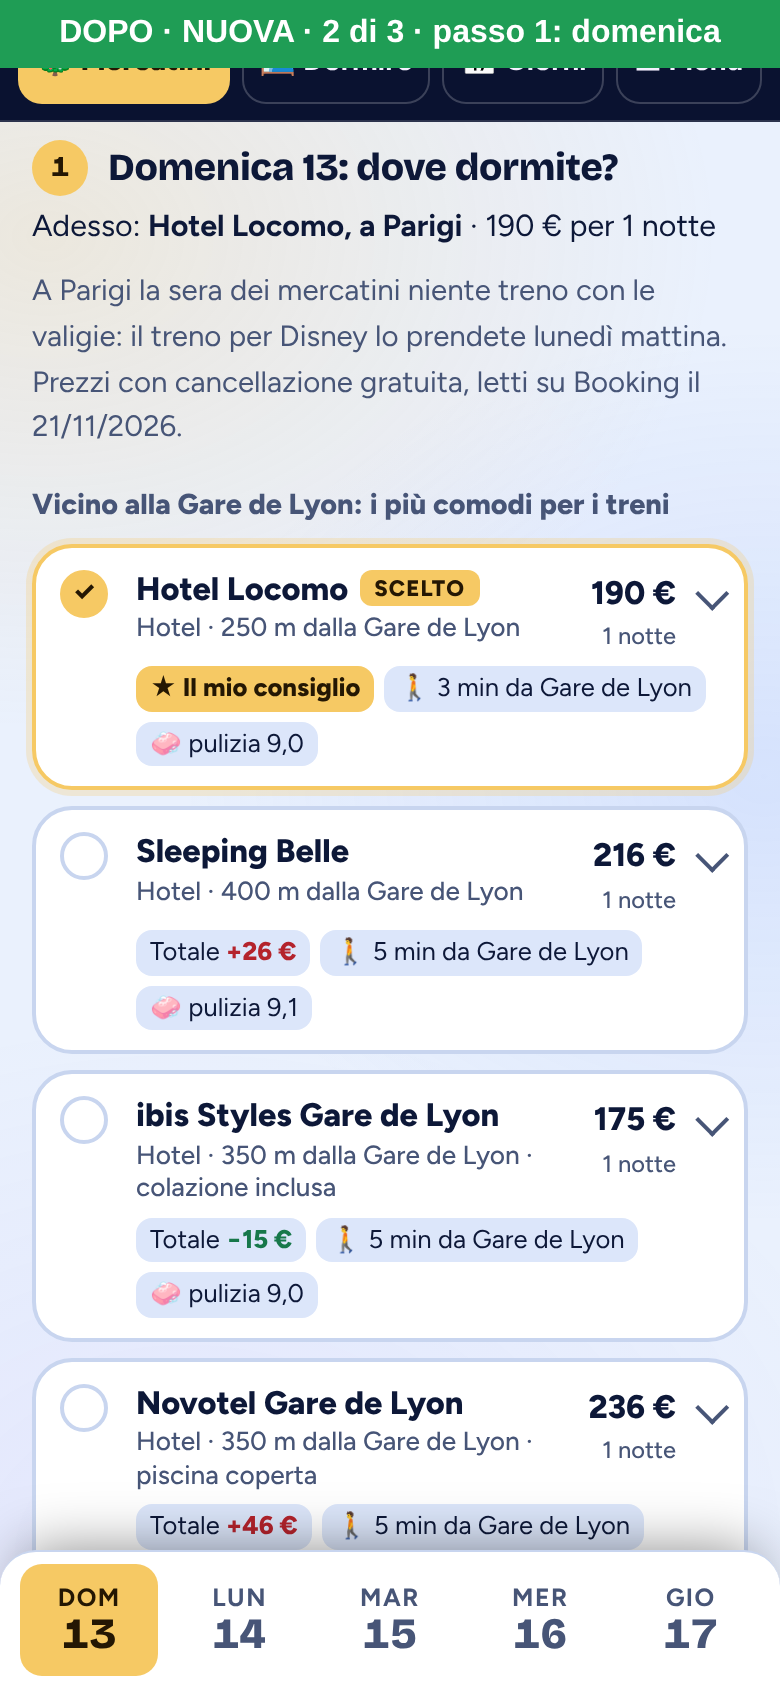 DOPO · NUOVA · 2 di 3 · passo 1: domenica
1 Domenica 13: dove dormite?
Adesso: Hotel Locomo, a Parigi · 190 € per 1 notte
A Parigi la sera dei mercatini niente treno con le
valigie: il treno per Disney lo prendete lunedì mattina.
Prezzi con cancellazione gratuita, letti su Booking il
21/11/2026.
Vicino alla Gare de Lyon: i più comodi per i treni
Hotel Locomo SCELTO 190 €
Hotel · 250 m dalla Gare de Lyon 1 notte
★ Il mio consiglio 3 min da Gare de Lyon
pulizia 9,0
Sleeping Belle 216 €
Hotel · 400 m dalla Gare de Lyon 1 notte
Totale +26 € 5 min da Gare de Lyon
pulizia 9,1
ibis Styles Gare de Lyon 175 €
Hotel · 350 m dalla Gare de Lyon · 1 notte
colazione inclusa
Totale −15 € 5 min da Gare de Lyon
pulizia 9,0
Novotel Gare de Lyon 236 €
Hotel · 350 m dalla Gare de Lyon · 1 notte
piscina coperta
Totale +46 € 5 min da Gare de Lyon
DOM LUN MAR MER GIO
13 14 15 16 17